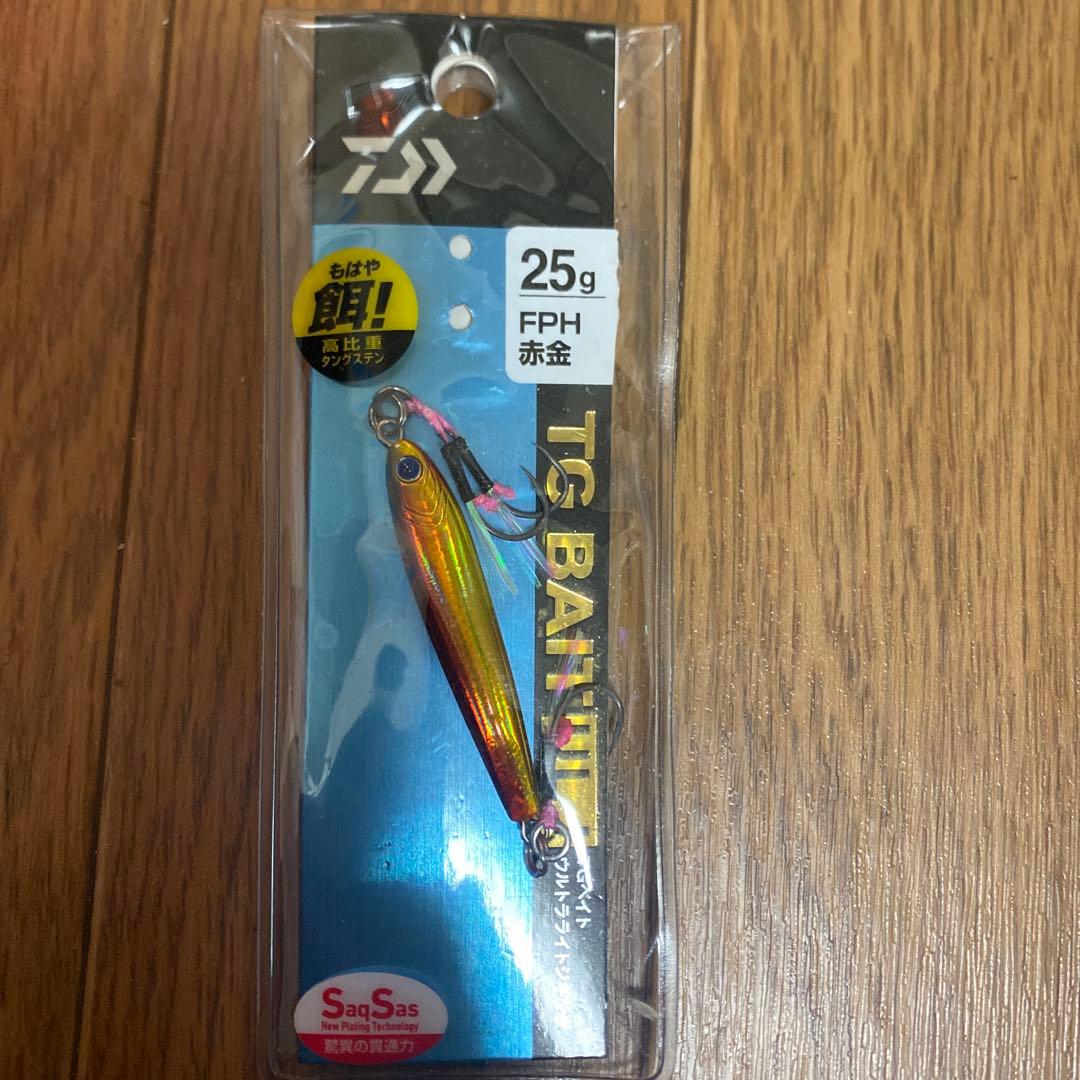 もはや
餌!
高比重
タングステン
25g
FPH
赤金
TG BAIT
SaqSas
New Plating Technology
驚異の貫通力